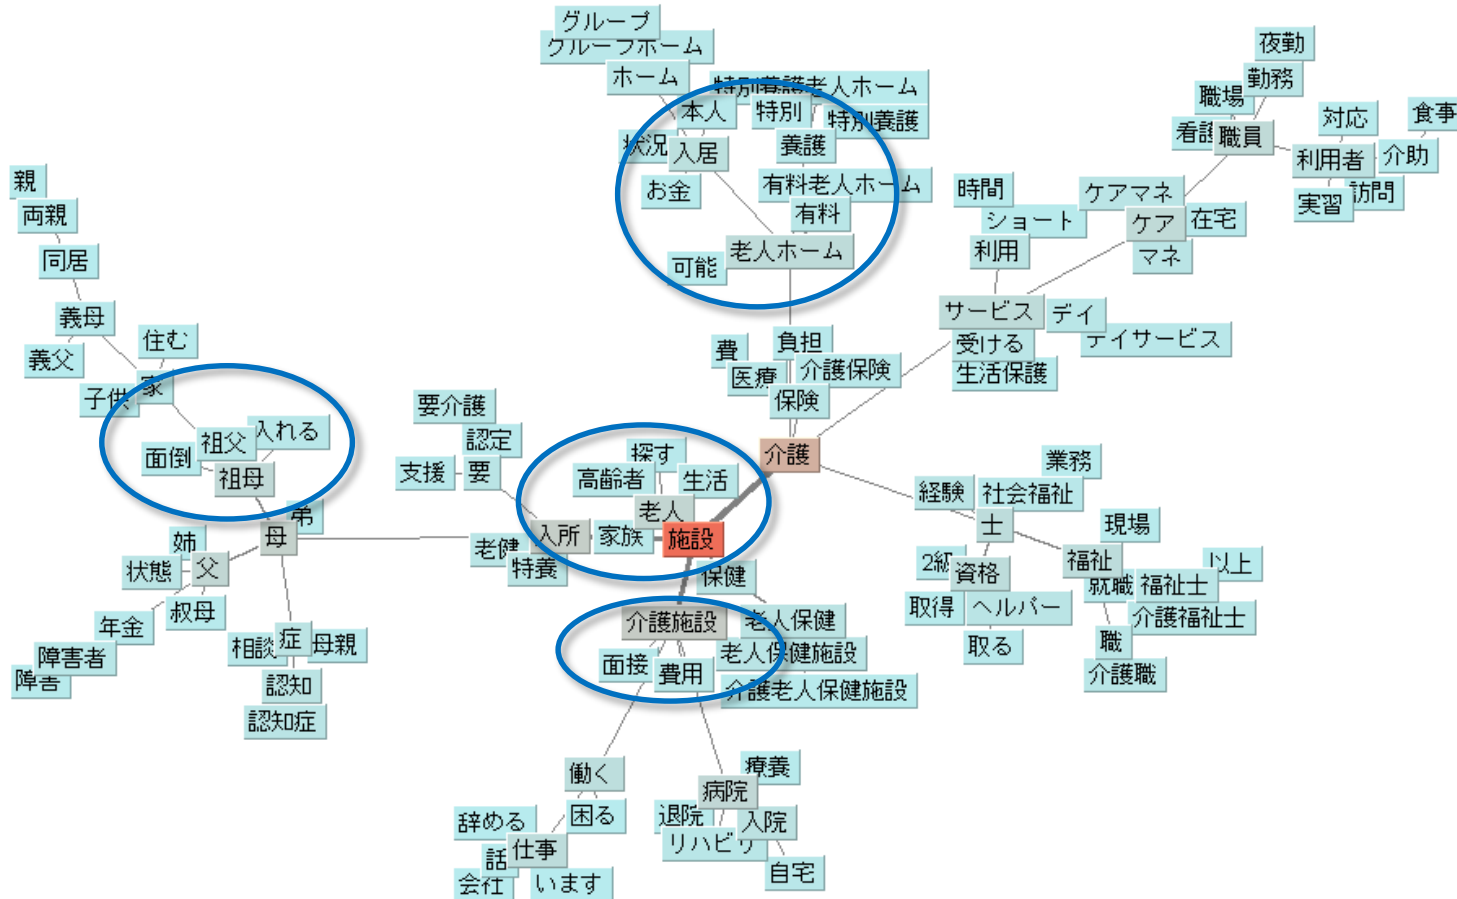 グループ
グループホーム
ホーム
特別養護老人ホーム
本人
特別
特別養護
状況
入居
養護
お金
有料老人ホーム
有料
老人ホーム
可能
夜勤
勤務
職場
看護
職員
対応
食事
利用者
介助
実習
訪問
時間
ショート
ケアマネ
ケア
在宅
マネ
利用
サービス
デイ
デイサービス
受ける
生活保護
親
両親
同居
義母
義父
住む
家
子供
祖父
入れる
面倒
祖母
費
負担
医療
介護保険
保険
介護
要介護
認定
支援
要
探す
高齢者
生活
老人
入所
家族
施設
老健
特養
保健
弟
母
姉
状態
父
叔母
年金
障害者
障害
相談
症
母親
認知
認知症
介護施設
面接
費用
老人保健
老人保健施設
介護老人保健施設
業務
経験
社会福祉
士
現場
2級
資格
福祉
以上
取得
ヘルパー
就職
福祉士
介護福祉士
取る
職
介護職
働く
困る
辞める
話
仕事
会社
います
療養
病院
退院
入院
リハビリ
自宅